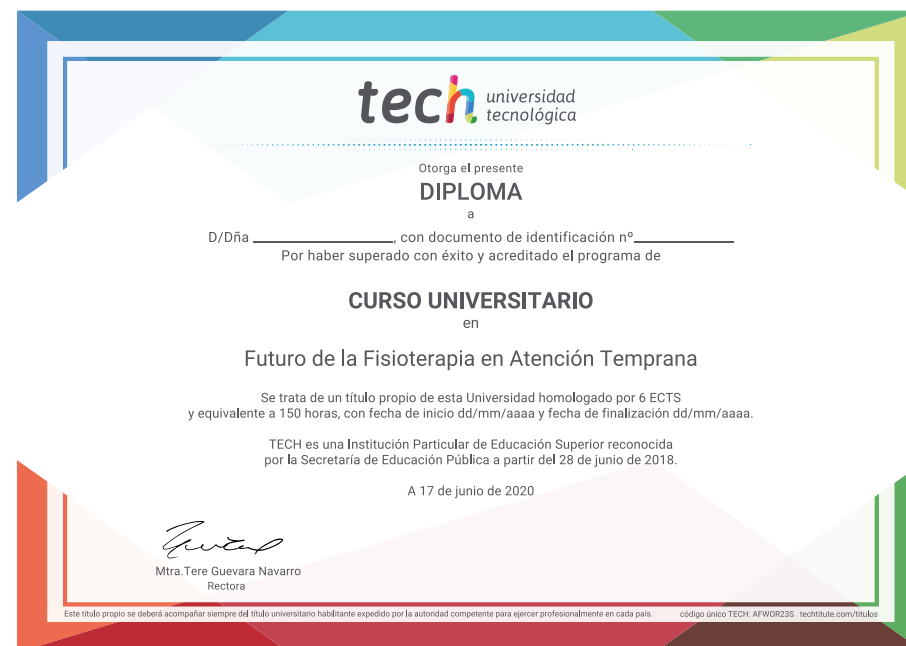 tech universidad
tecnológica
Otorga el presente
DIPLOMA
a
D/Dña ____________________, con documento de identificación nº______________
Por haber superado con éxito y acreditado el programa de
CURSO UNIVERSITARIO
en
Futuro de la Fisioterapia en Atención Temprana
Se trata de un título propio de esta Universidad homologado por 6 ECTS
y equivalente a 150 horas, con fecha de inicio dd/mm/aaaa y fecha de finalización dd/mm/aaaa.
TECH es una Institución Particular de Educación Superior reconocida
por la Secretaría de Educación Pública a partir del 28 de junio de 2018.
A 17 de junio de 2020
Mtra.Tere Guevara Navarro
Rectora
Este título propio se deberá acompañar siempre del título universitario habilitante expedido por la autoridad competente para ejercer profesionalmente en cada país. código único TECH: AFWOR23S techtitute.com/titulos